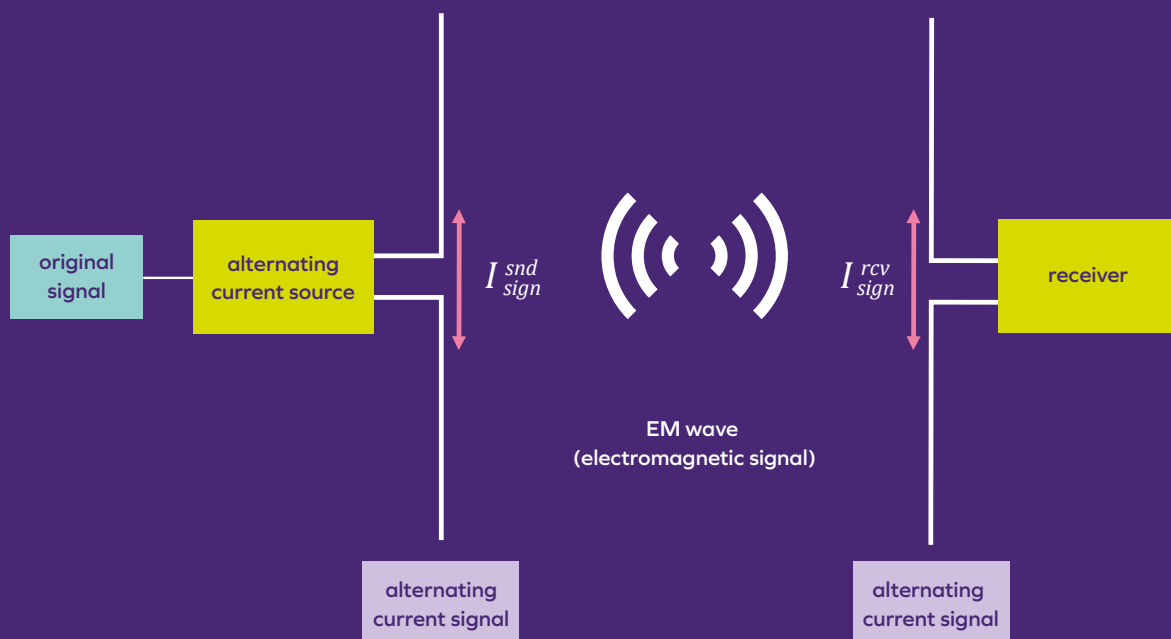 original
signal
alternating
current source
I snd sign
I rcv sign
receiver
EM wave
(electromagnetic signal)
alternating
current signal
alternating
current signal